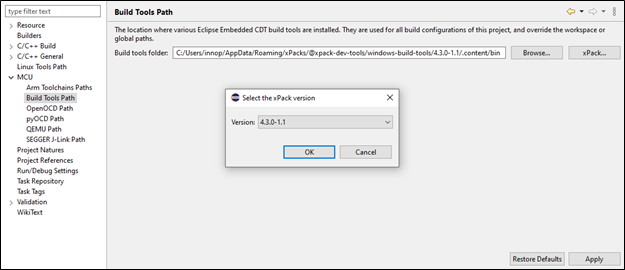 type filter text
Resource
Builders
C/C++ Build
C/C++ General
Linux Tools Path
MCU
Arm Toolchains Paths
Build Tools Path
OpenOCD Path
pyOCD Path
QEMU Path
SEGGER J-Link Path
Project Natures
Project References
Run/Debug Settings
Task Repository
Task Tags
Validation
WikiText
Build Tools Path
The location where various Eclipse Embedded CDT build tools are installed. They are used for all build configurations of this project, and override the workspace or
global paths.
Build tools folder: C:/Users/innop/AppData/Roaming/xPacks/@xpack-dev-tools/windows-build-tools/4.3.0-1.1/.content/bin Browse... xPack...
Select the xPack version
Version: 4.3.0-1.1
OK Cancel
Restore Defaults Apply